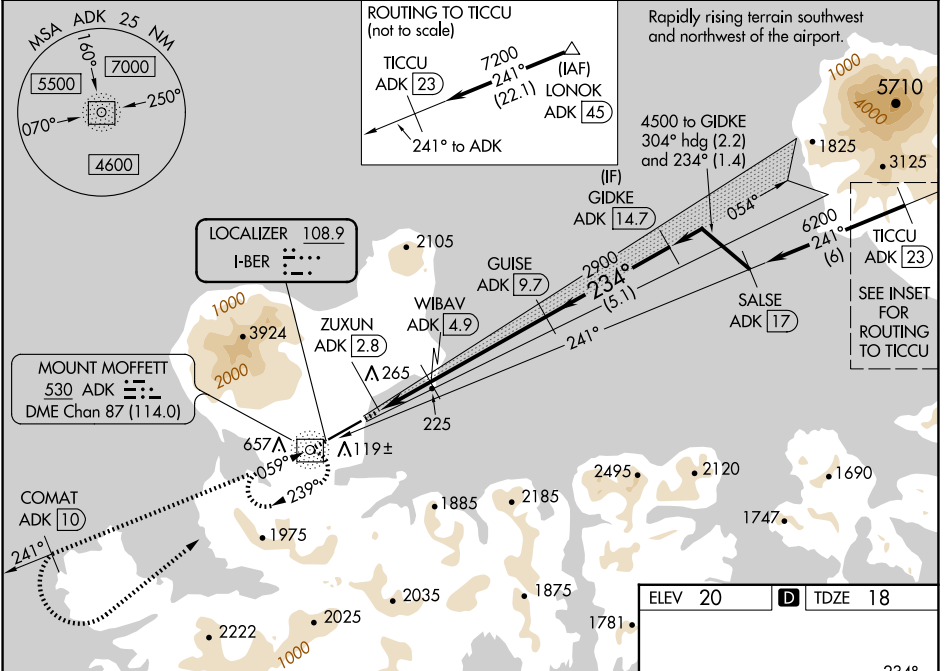 MSA ADK 25 NM
160°
5500
7000
070°
250°
4600
ROUTING TO TICCU
(not to scale)
TICCU
ADK 23
7200
241°
(22.1)
(IAF)
LONOK
ADK 45
241° to ADK
Rapidly rising terrain southwest
and northwest of the airport.
1000
5710
4000
1825
3125
4500 to GIDKE
304° hdg (2.2)
and 234° (1.4)
(IF)
GIDKE
ADK 14.7
054°
6200
241°
(6)
TICCU
ADK 23
SEE INSET
FOR
ROUTING
TO TICCU
LOCALIZER 108.9
I-BER
2105
GUISE
ADK 9.7
2900
234°
(5.1)
SALSE
ADK 17
241°
WIBAV
ADK 4.9
ZUXUN
ADK 2.8
1000
3924
2000
265
225
MOUNT MOFFETT
530 ADK
DME Chan 87 (114.0)
657
119±
059°
239°
COMAT
ADK 10
241°
2495
2120
1690
1885
2185
1747
1975
2035
1875
2025
2222
1781
1000
ELEV 20
D
TDZE 18